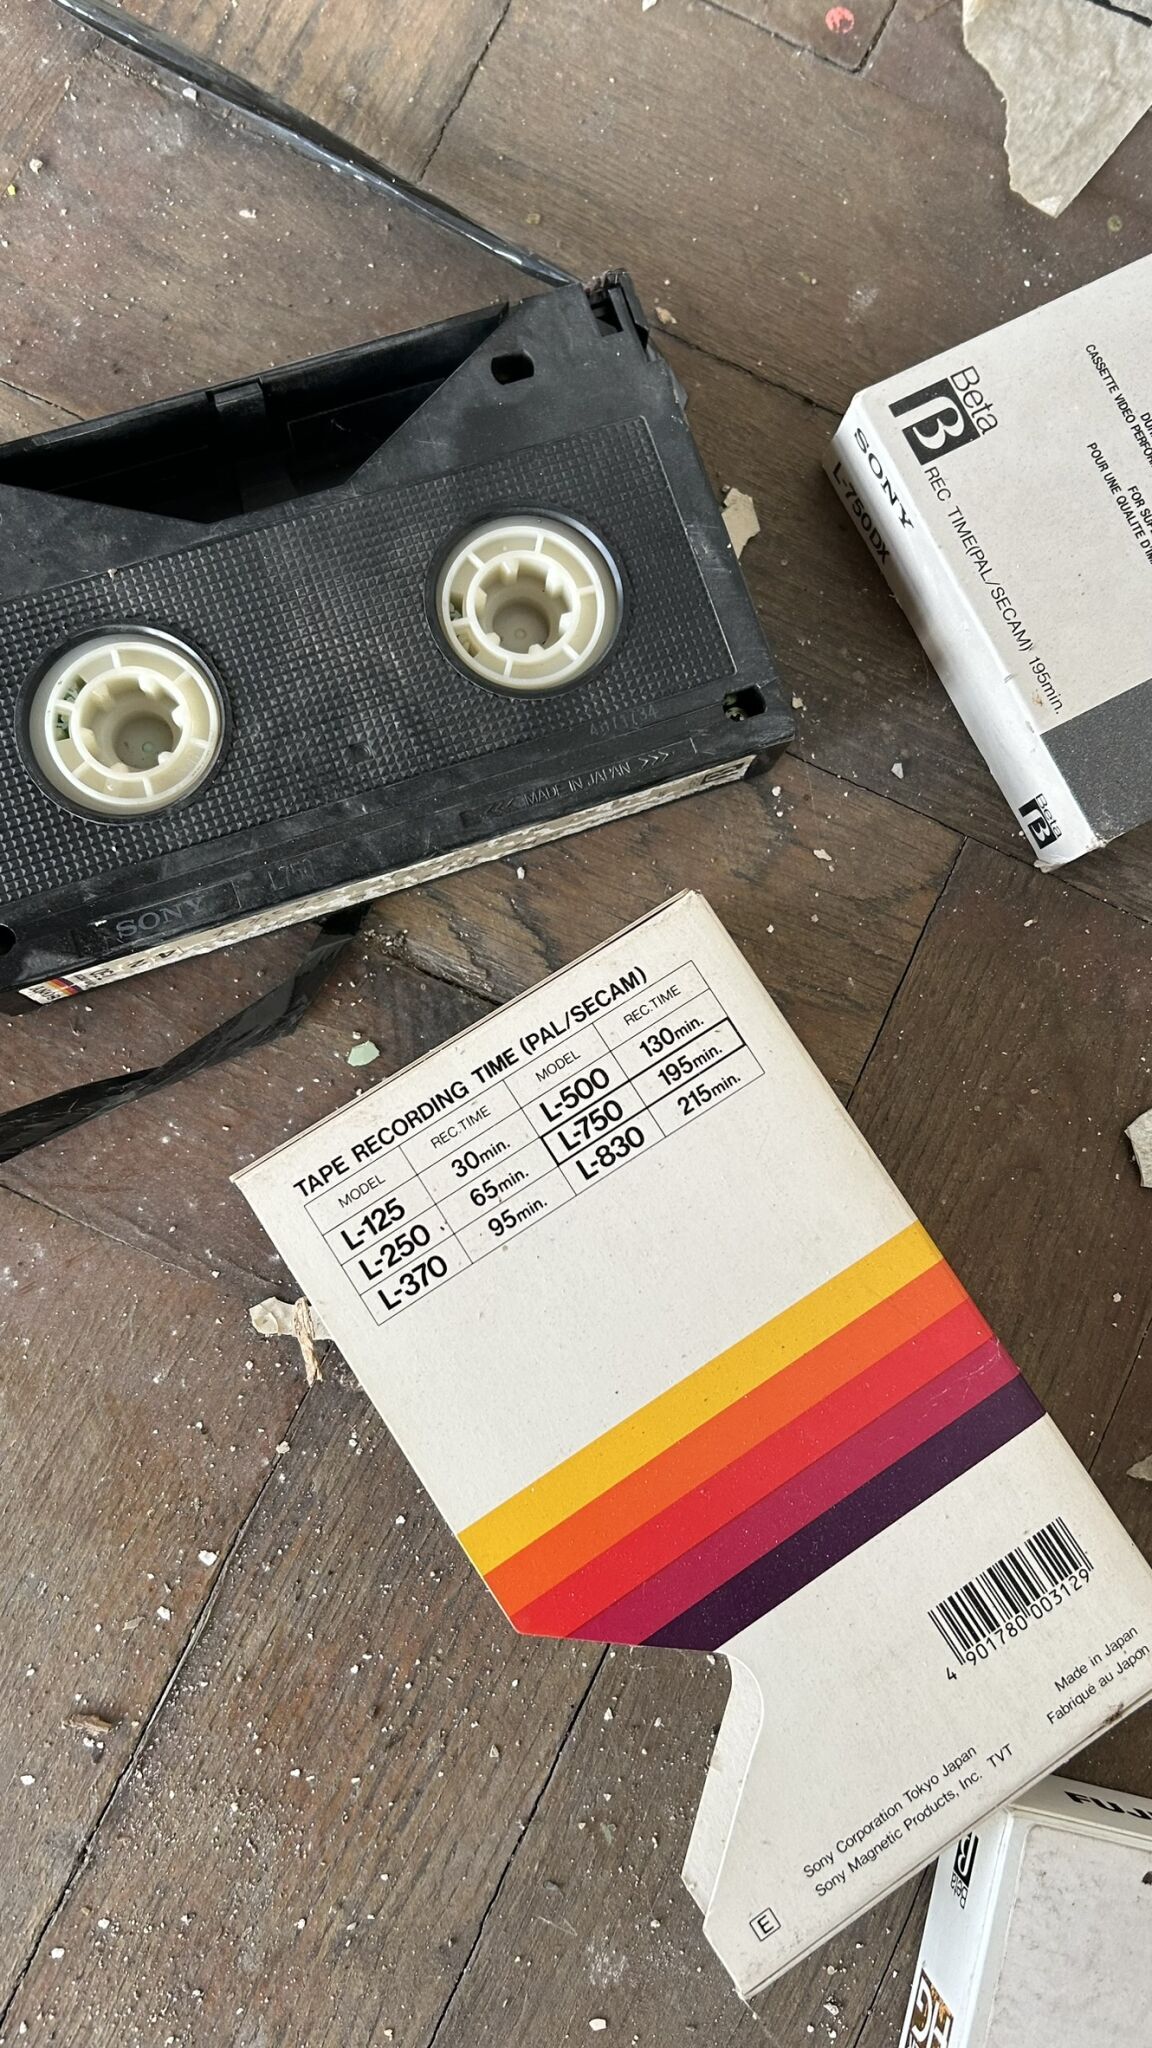 Beta
B
REC TIME(PAL/SECAM) 195min.
CASSETTE VIDEO
POUR UNE QUALITE
SONY
L-750DX
Beta
B
MADE IN JAPAN
SONY
L750
TAPE RECORDING TIME (PAL/SECAM)
MODEL REC.TIME MODEL REC.TIME
L-125 30min. L-500 130min.
L-250 65min. L-750 195min.
L-370 95min. L-830 215min.
4 901780 003129
Made in Japan
Fabriqué au Japon
Sony Corporation Tokyo Japan
Sony Magnetic Products, Inc. TVT
E